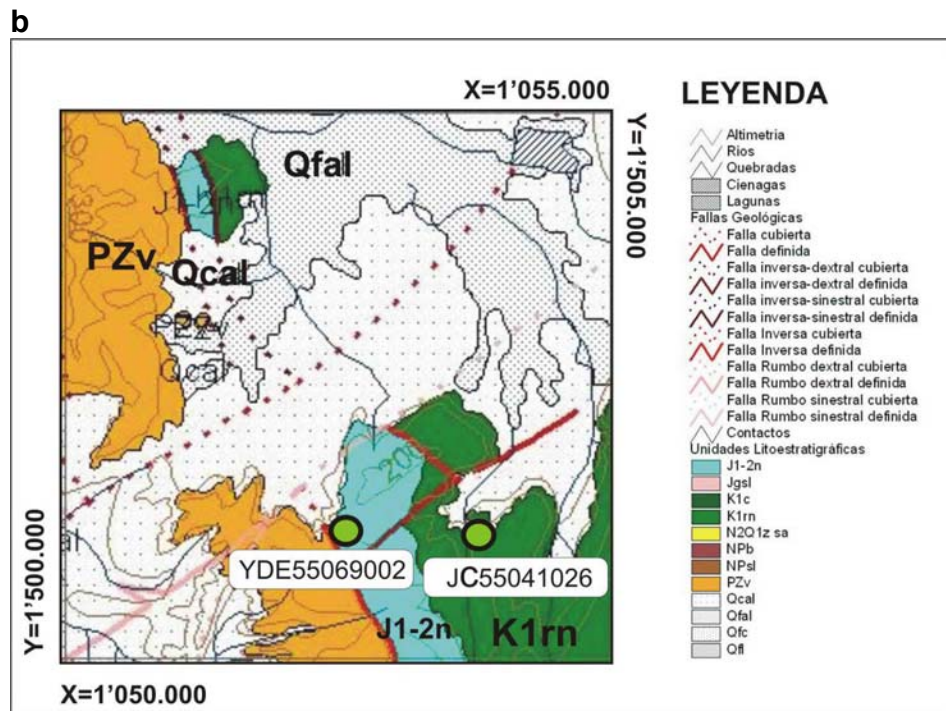 b
X=1'055.000
Y=1'505.000
Qfal
PZv
Qcal
Qcal
200
YDE55069002
JC55041026
J1-2n
K1rn
Y=1'500.000
X=1'050.000
LEYENDA
Altimetria
Rios
Quebradas
Cienagas
Lagunas
Fallas Geológicas
Falla cubierta
Falla definida
Falla inversa-dextral cubierta
Falla inversa-dextral definida
Falla inversa-sinestral cubierta
Falla inversa-sinestral definida
Falla Inversa cubierta
Falla Inversa definida
Falla Rumbo dextral cubierta
Falla Rumbo dextral definida
Falla Rumbo sinestral cubierta
Falla Rumbo sinestral definida
Contactos
Unidades Litoestratigráficas
J1-2n
Jgsl
K1c
K1rn
N2Q1z sa
NPb
NPsl
PZv
Qcal
Qfal
Qfc
Qfl